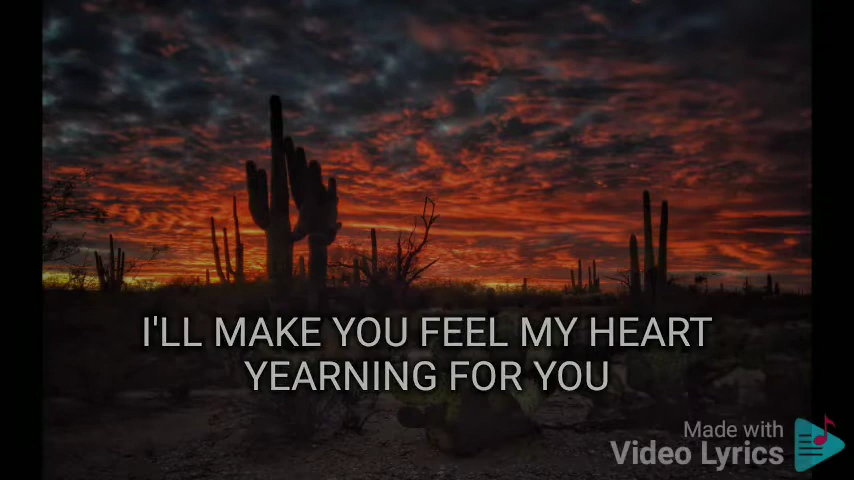 I'LL MAKE YOU FEEL MY HEART
YEARNING FOR YOU
Made with
Video Lyrics